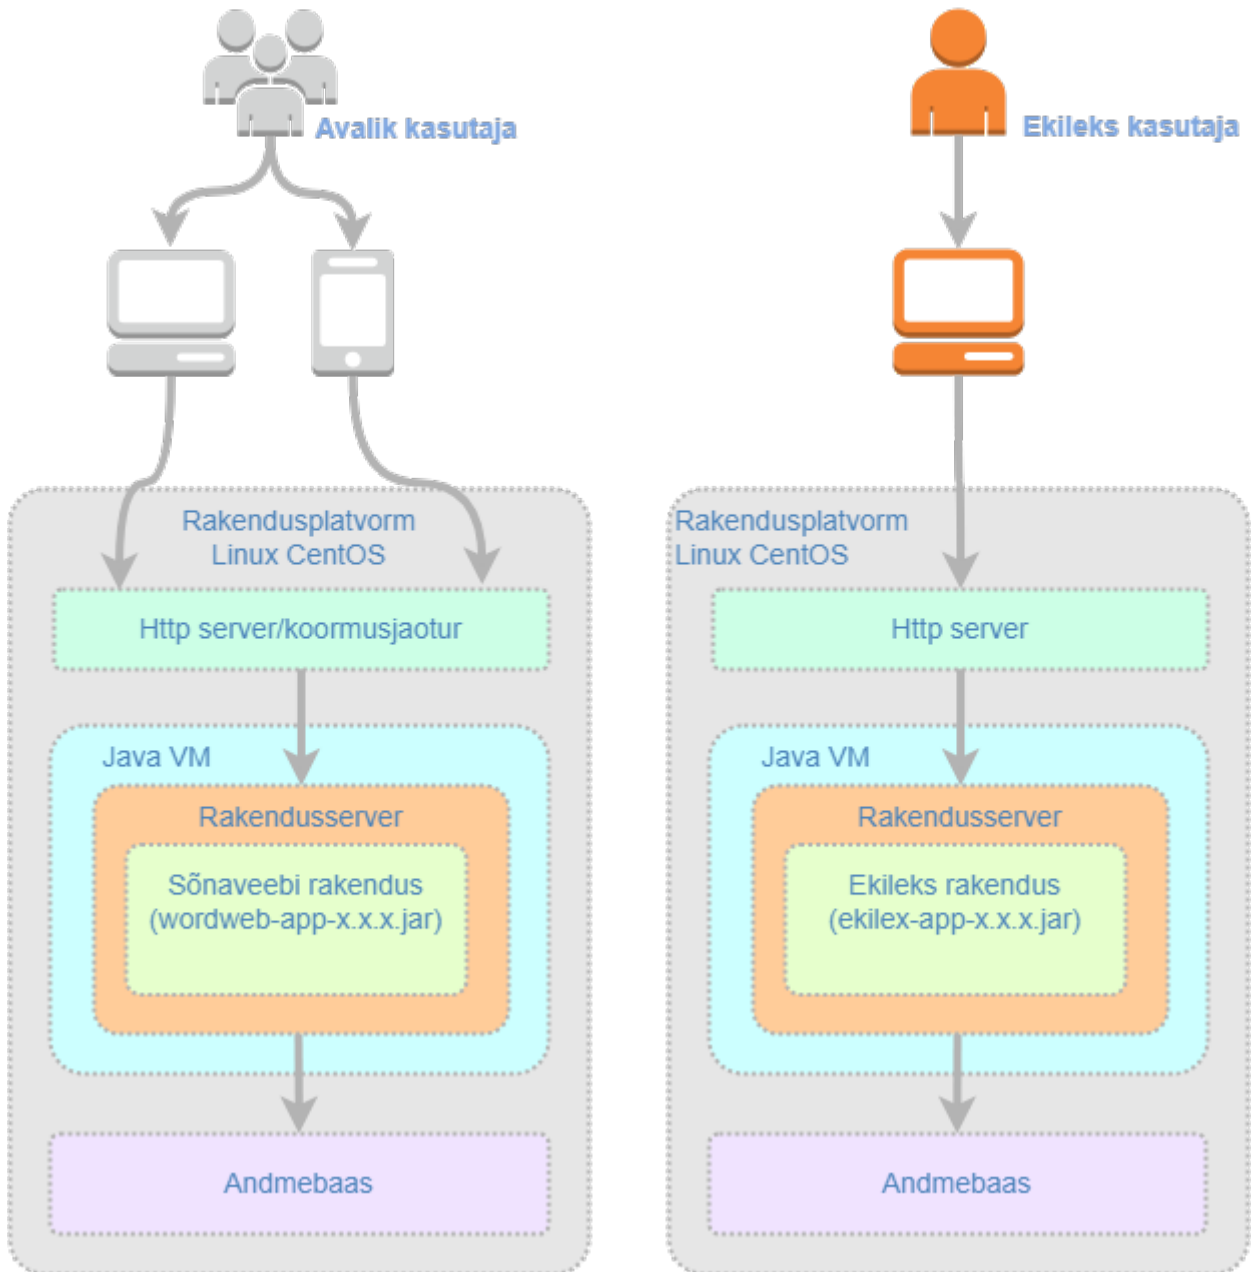 Avalik kasutaja
Ekileks kasutaja
Rakendusplatvorm
Linux CentOS
Http server/koormusjaotur
Java VM
Rakendusserver
Sõnaveebi rakendus
(wordweb-app-x.x.x.jar)
Andmebaas
Rakendusplatvorm
Linux CentOS
Http server
Java VM
Rakendusserver
Ekileks rakendus
(ekilex-app-x.x.x.jar)
Andmebaas